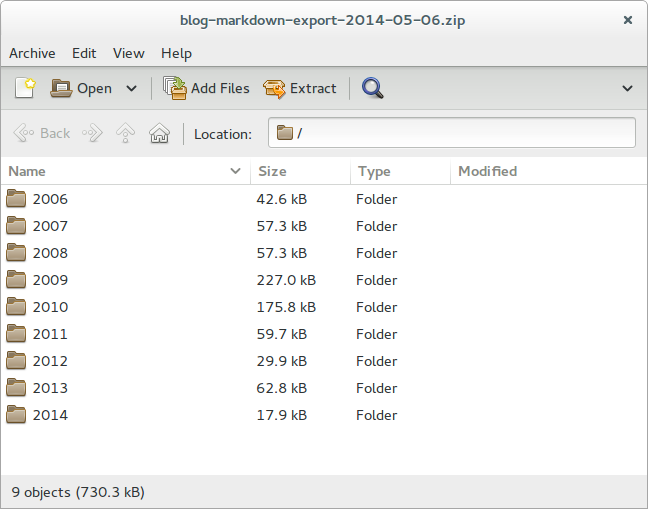 blog-markdown-export-2014-05-06.zip
Archive Edit View Help
Open Add Files Extract
Back Location: /
Name Size Type Modified
2006 42.6 kB Folder
2007 57.3 kB Folder
2008 57.3 kB Folder
2009 227.0 kB Folder
2010 175.8 kB Folder
2011 59.7 kB Folder
2012 29.9 kB Folder
2013 62.8 kB Folder
2014 17.9 kB Folder
9 objects (730.3 kB)